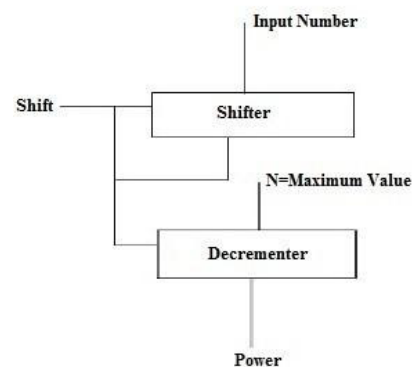 Input Number
Shift
Shifter
N=Maximum Value
Decrementer
Power